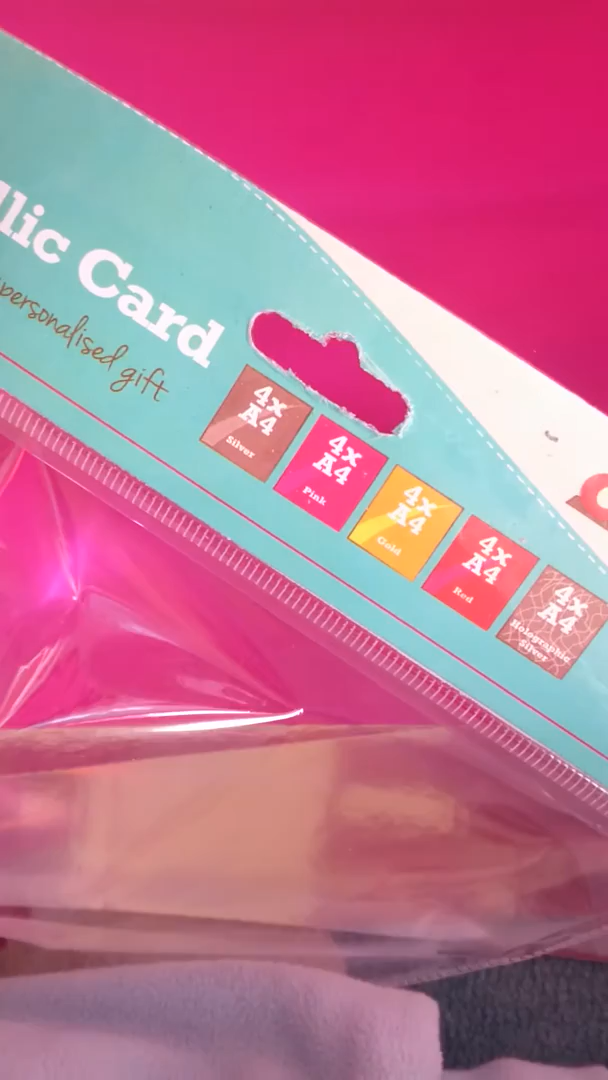 llic Card
personalised gift
4x
A4
Silver
4x
A4
Pink
4x
A4
Gold
4x
A4
Red
4x
A4
Holographic
Silver